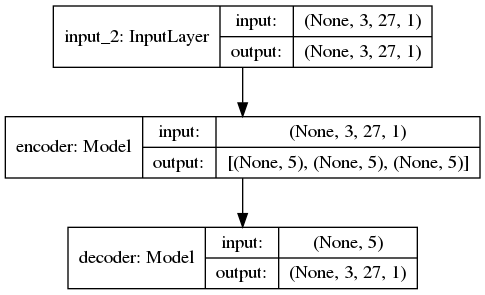 input_2: InputLayer
input: (None, 3, 27, 1)
output: (None, 3, 27, 1)
encoder: Model
input: (None, 3, 27, 1)
output: [(None, 5), (None, 5), (None, 5)]
decoder: Model
input: (None, 5)
output: (None, 3, 27, 1)